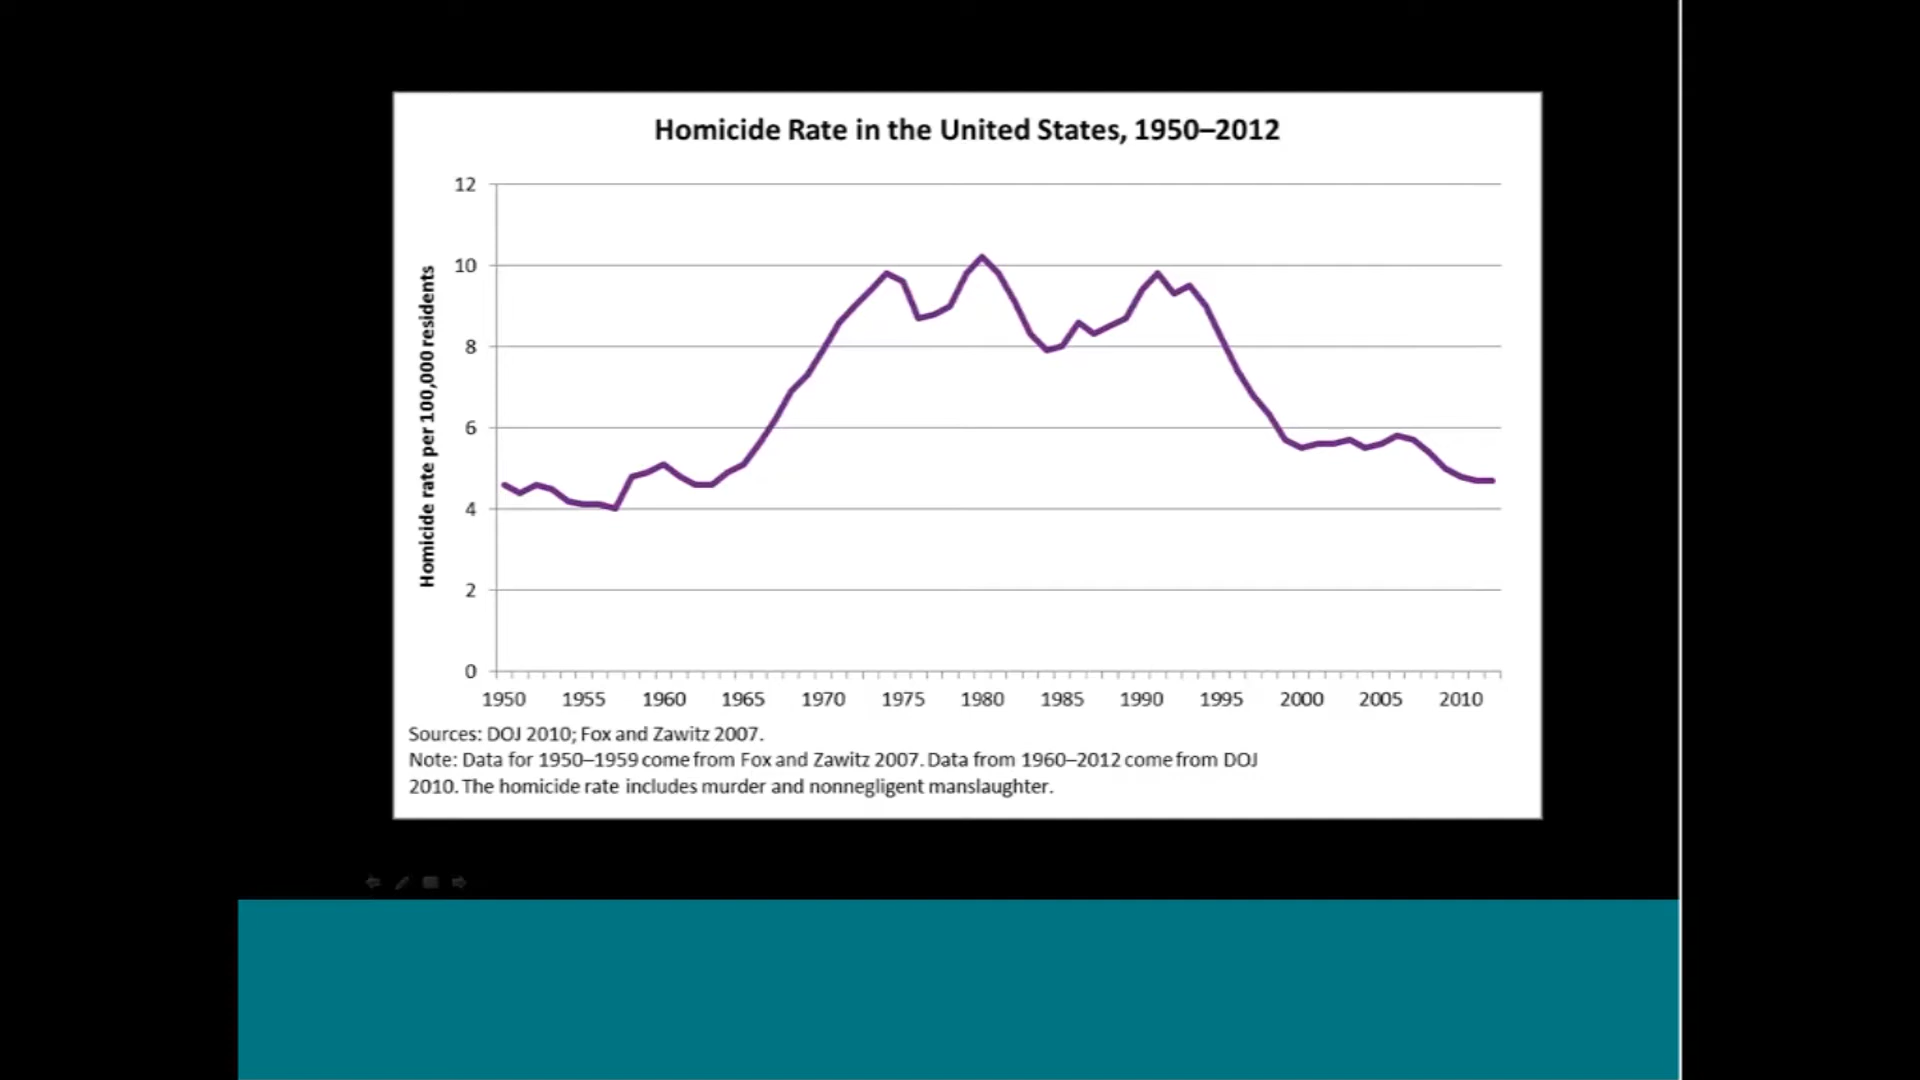 Homicide Rate in the United States, 1950–2012
Homicide rate per 100,000 residents
12
10
8
6
4
2
0
1950 1955 1960 1965 1970 1975 1980 1985 1990 1995 2000 2005 2010
Sources: DOJ 2010; Fox and Zawitz 2007.
Note: Data for 1950–1959 come from Fox and Zawitz 2007. Data from 1960–2012 come from DOJ
2010. The homicide rate includes murder and nonnegligent manslaughter.